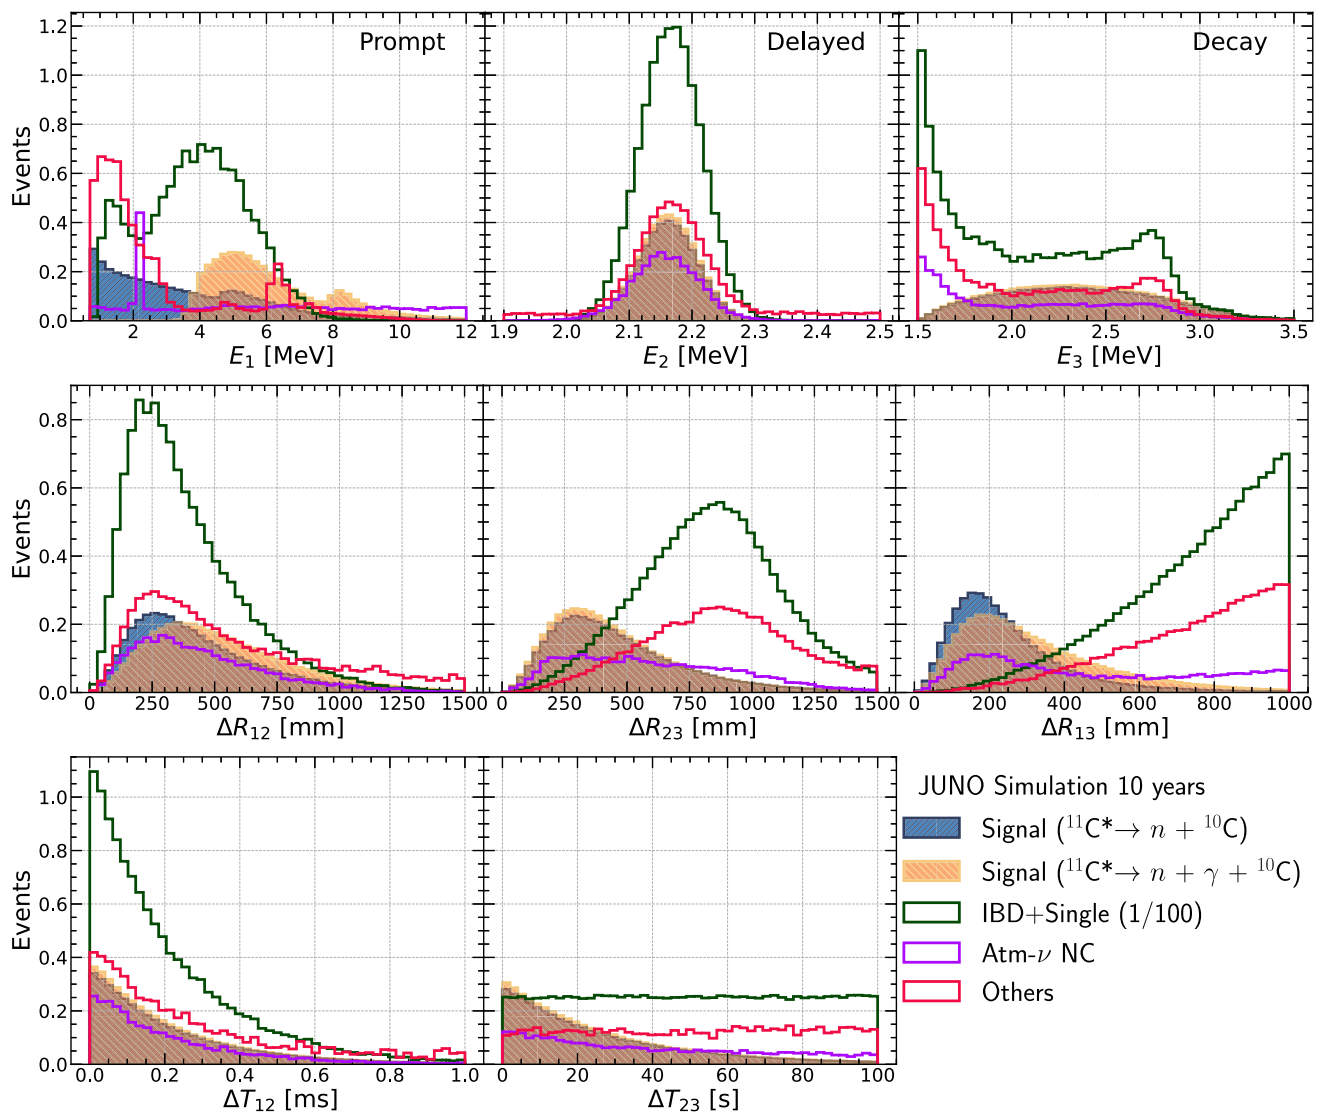 Prompt
Delayed
Decay
Events
0.0 0.2 0.4 0.6 0.8 1.0 1.2
2 4 6 8 10 12
1.9 2.0 2.1 2.2 2.3 2.4 2.5
1.5 2.0 2.5 3.0 3.5
E₁ [MeV]
E₂ [MeV]
E₃ [MeV]
Events
0.0 0.2 0.4 0.6 0.8
0 250 500 750 1000 1250 1500
0 250 500 750 1000 1250 1500
0 200 400 600 800 1000
ΔR₁₂ [mm]
ΔR₂₃ [mm]
ΔR₁₃ [mm]
Events
0.0 0.2 0.4 0.6 0.8 1.0
0.0 0.2 0.4 0.6 0.8 1.0
0 20 40 60 80 100
ΔT₁₂ [ms]
ΔT₂₃ [s]
JUNO Simulation 10 years
Signal (¹¹C*→ n + ¹⁰C)
Signal (¹¹C*→ n + γ + ¹⁰C)
IBD+Single (1/100)
Atm-ν NC
Others